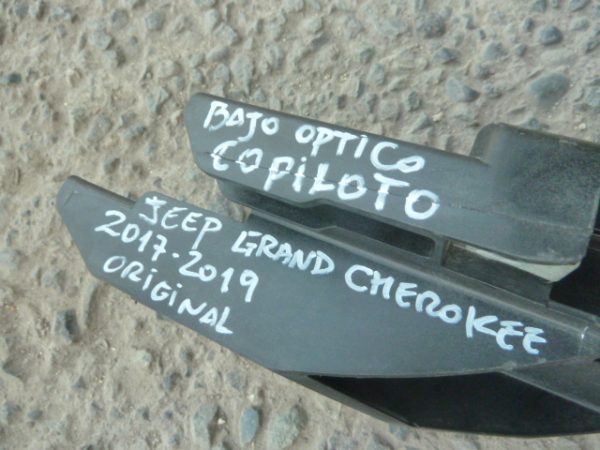 BAJO OPTICO
COPILOTO
JEEP GRAND CHEROKEE
2017-2019
ORIGINAL